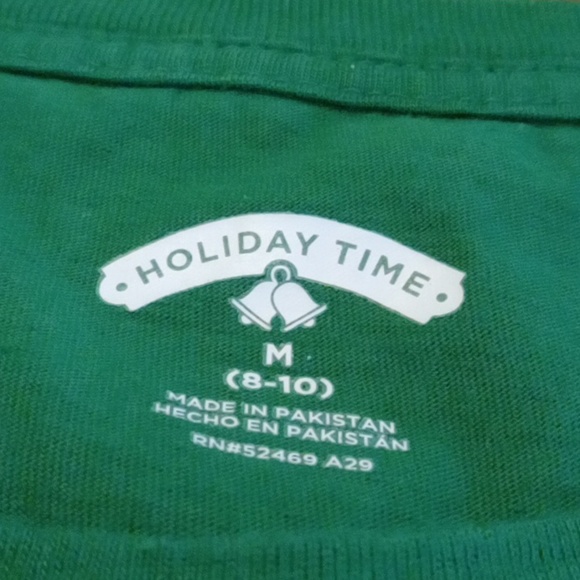 HOLIDAY TIME
M
(8-10)
MADE IN PAKISTAN
HECHO EN PAKISTÁN
RN#52469 A29